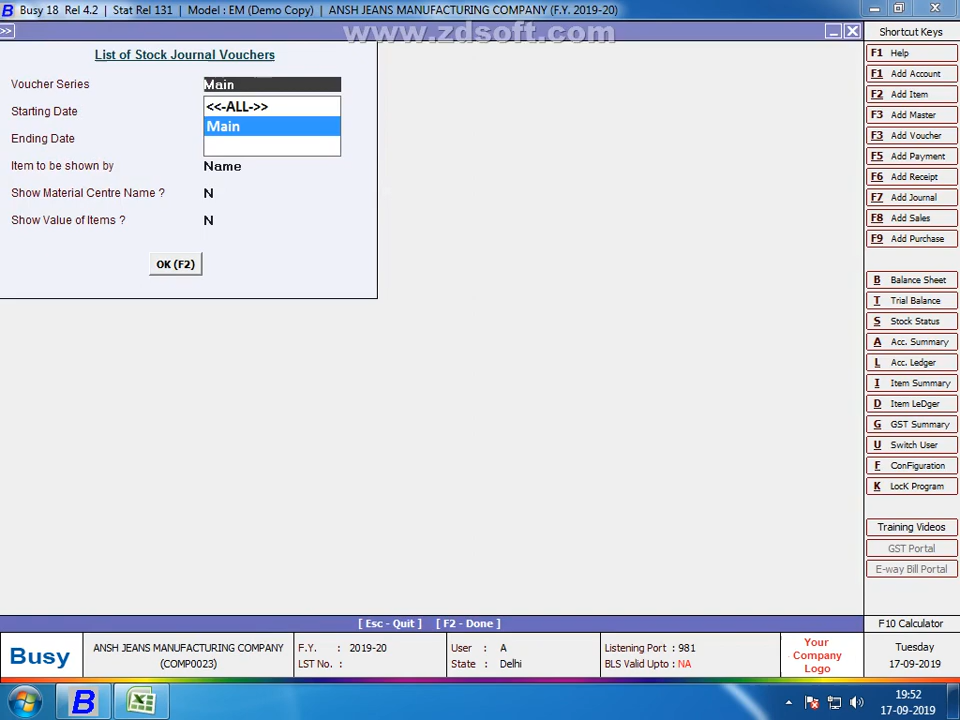 Busy 18 Rel 4.2 | Stat Rel 131 | Model : EM (Demo Copy) | ANSH JEANS MANUFACTURING COMPANY (F.Y. 2019-20)
www.zdsoft.com
>>
List of Stock Journal Vouchers
Voucher Series Main
<<-ALL->>
Main
Starting Date
Ending Date
Item to be shown by Name
Show Material Centre Name ? N
Show Value of Items ? N
OK (F2)
Shortcut Keys
F1 Help
F1 Add Account
F2 Add Item
F3 Add Master
F3 Add Voucher
F5 Add Payment
F6 Add Receipt
F7 Add Journal
F8 Add Sales
F9 Add Purchase
B Balance Sheet
T Trial Balance
S Stock Status
A Acc. Summary
L Acc. Ledger
I Item Summary
D Item LeDger
G GST Summary
U Switch User
F ConFiguration
K LocK Program
Training Videos
GST Portal
E-way Bill Portal
[ Esc - Quit ] [ F2 - Done ]
F10 Calculator
Busy
ANSH JEANS MANUFACTURING COMPANY
(COMP0023)
F.Y. : 2019-20
LST No. :
User : A
State : Delhi
Listening Port : 981
BLS Valid Upto : NA
Your
Company
Logo
Tuesday
17-09-2019
B
19:52
17-09-2019